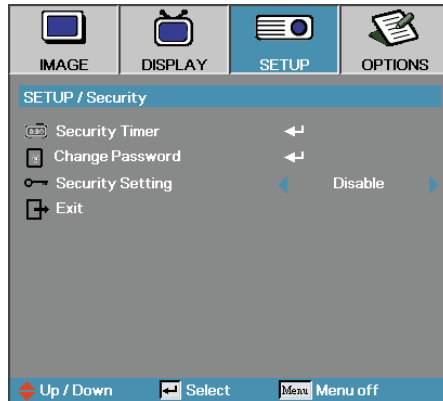 IMAGE DISPLAY SETUP OPTIONS
SETUP / Security
Security Timer
Change Password
Security Setting Disable
Exit
Up / Down Select Menu Menu off